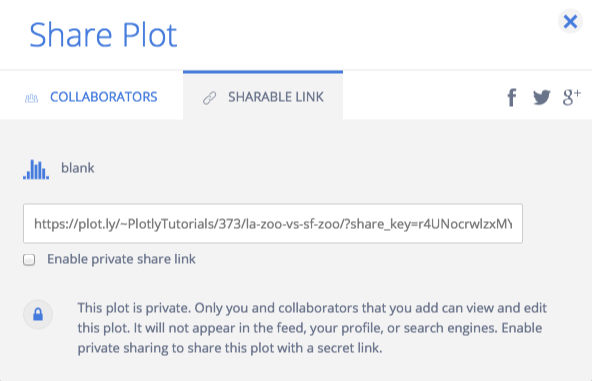 Share Plot
COLLABORATORS
SHARABLE LINK
f
g+
blank
https://plot.ly/~PlotlyTutorials/373/la-zoo-vs-sf-zoo/?share_key=r4UNocrwlzxMY
Enable private share link
This plot is private. Only you and collaborators that you add can view and edit
this plot. It will not appear in the feed, your profile, or search engines. Enable
private sharing to share this plot with a secret link.